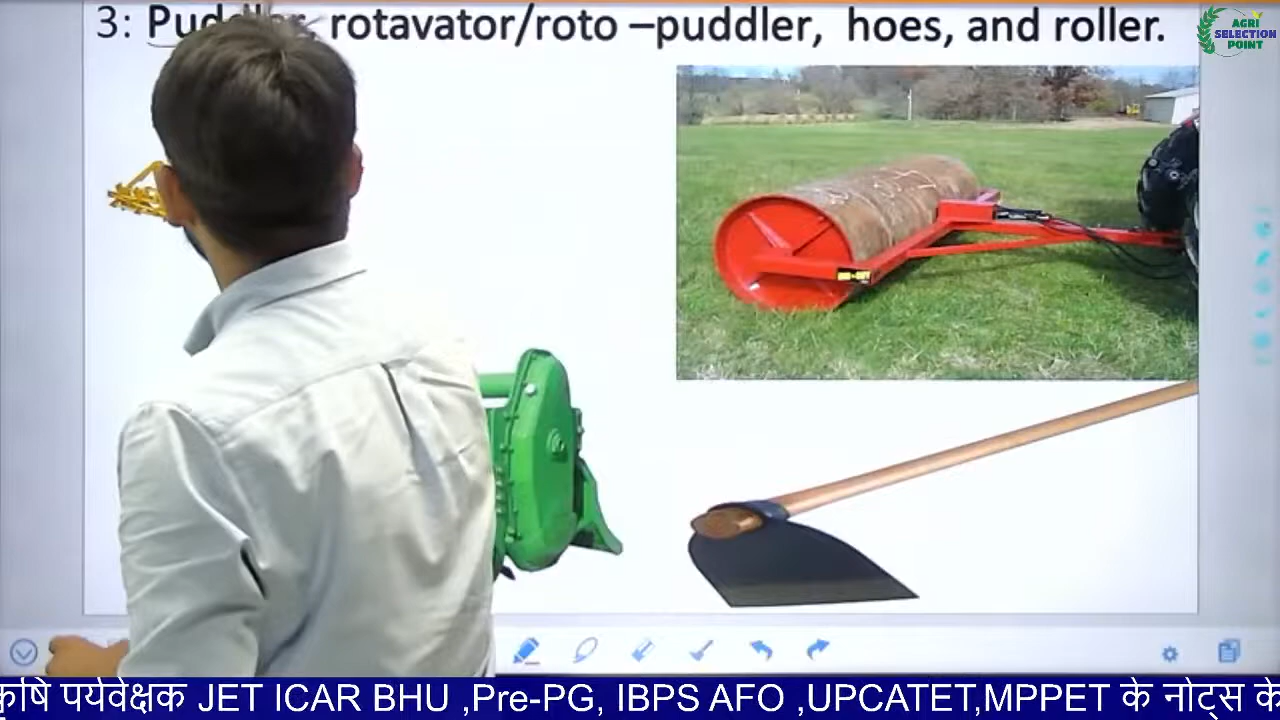 3: Puddler, rotavator/roto –puddler, hoes, and roller.
AGRI
SELECTION
POINT
कृषि पर्यवेक्षक JET ICAR BHU ,Pre-PG, IBPS AFO ,UPCATET,MPPET के नोट्स के